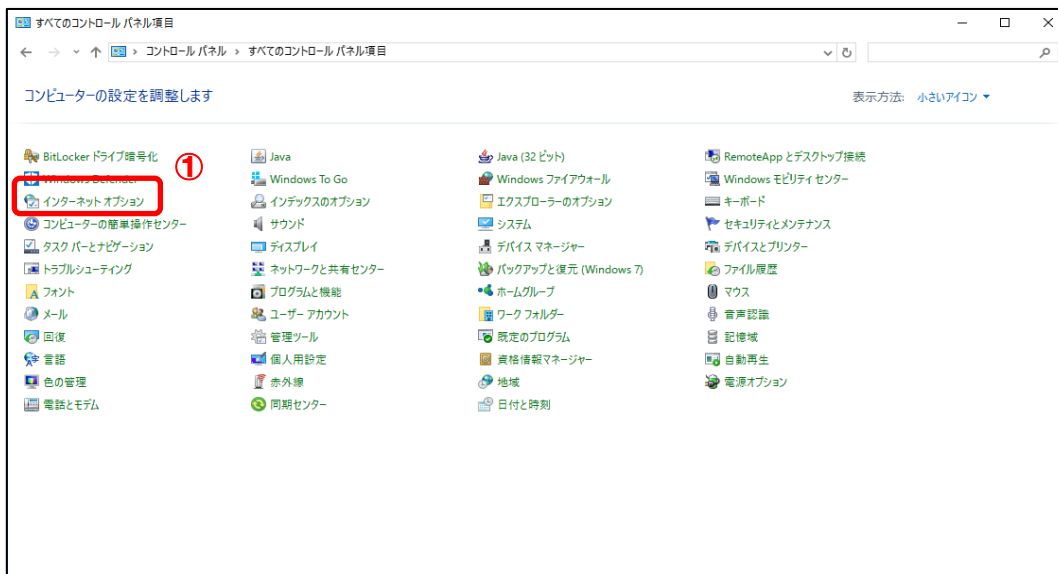 すべてのコントロール パネル項目
コントロール パネル › すべてのコントロール パネル項目
コンピューターの設定を調整します
表示方法: 小さいアイコン
①
BitLocker ドライブ暗号化 Java Java (32 ビット) RemoteApp とデスクトップ接続
Windows Defender Windows To Go Windows ファイアウォール Windows モビリティ センター
インターネット オプション インデックスのオプション エクスプローラーのオプション キーボード
コンピューターの簡単操作センター サウンド システム セキュリティとメンテナンス
タスク バーとナビゲーション ディスプレイ デバイス マネージャー デバイスとプリンター
トラブルシューティング ネットワークと共有センター バックアップと復元 (Windows 7) ファイル履歴
フォント プログラムと機能 ホームグループ マウス
メール ユーザー アカウント ワーク フォルダー 音声認識
回復 管理ツール 既定のプログラム 記憶域
言語 個人用設定 資格情報マネージャー 自動再生
色の管理 赤外線 地域 電源オプション
電話とモデム 同期センター 日付と時刻